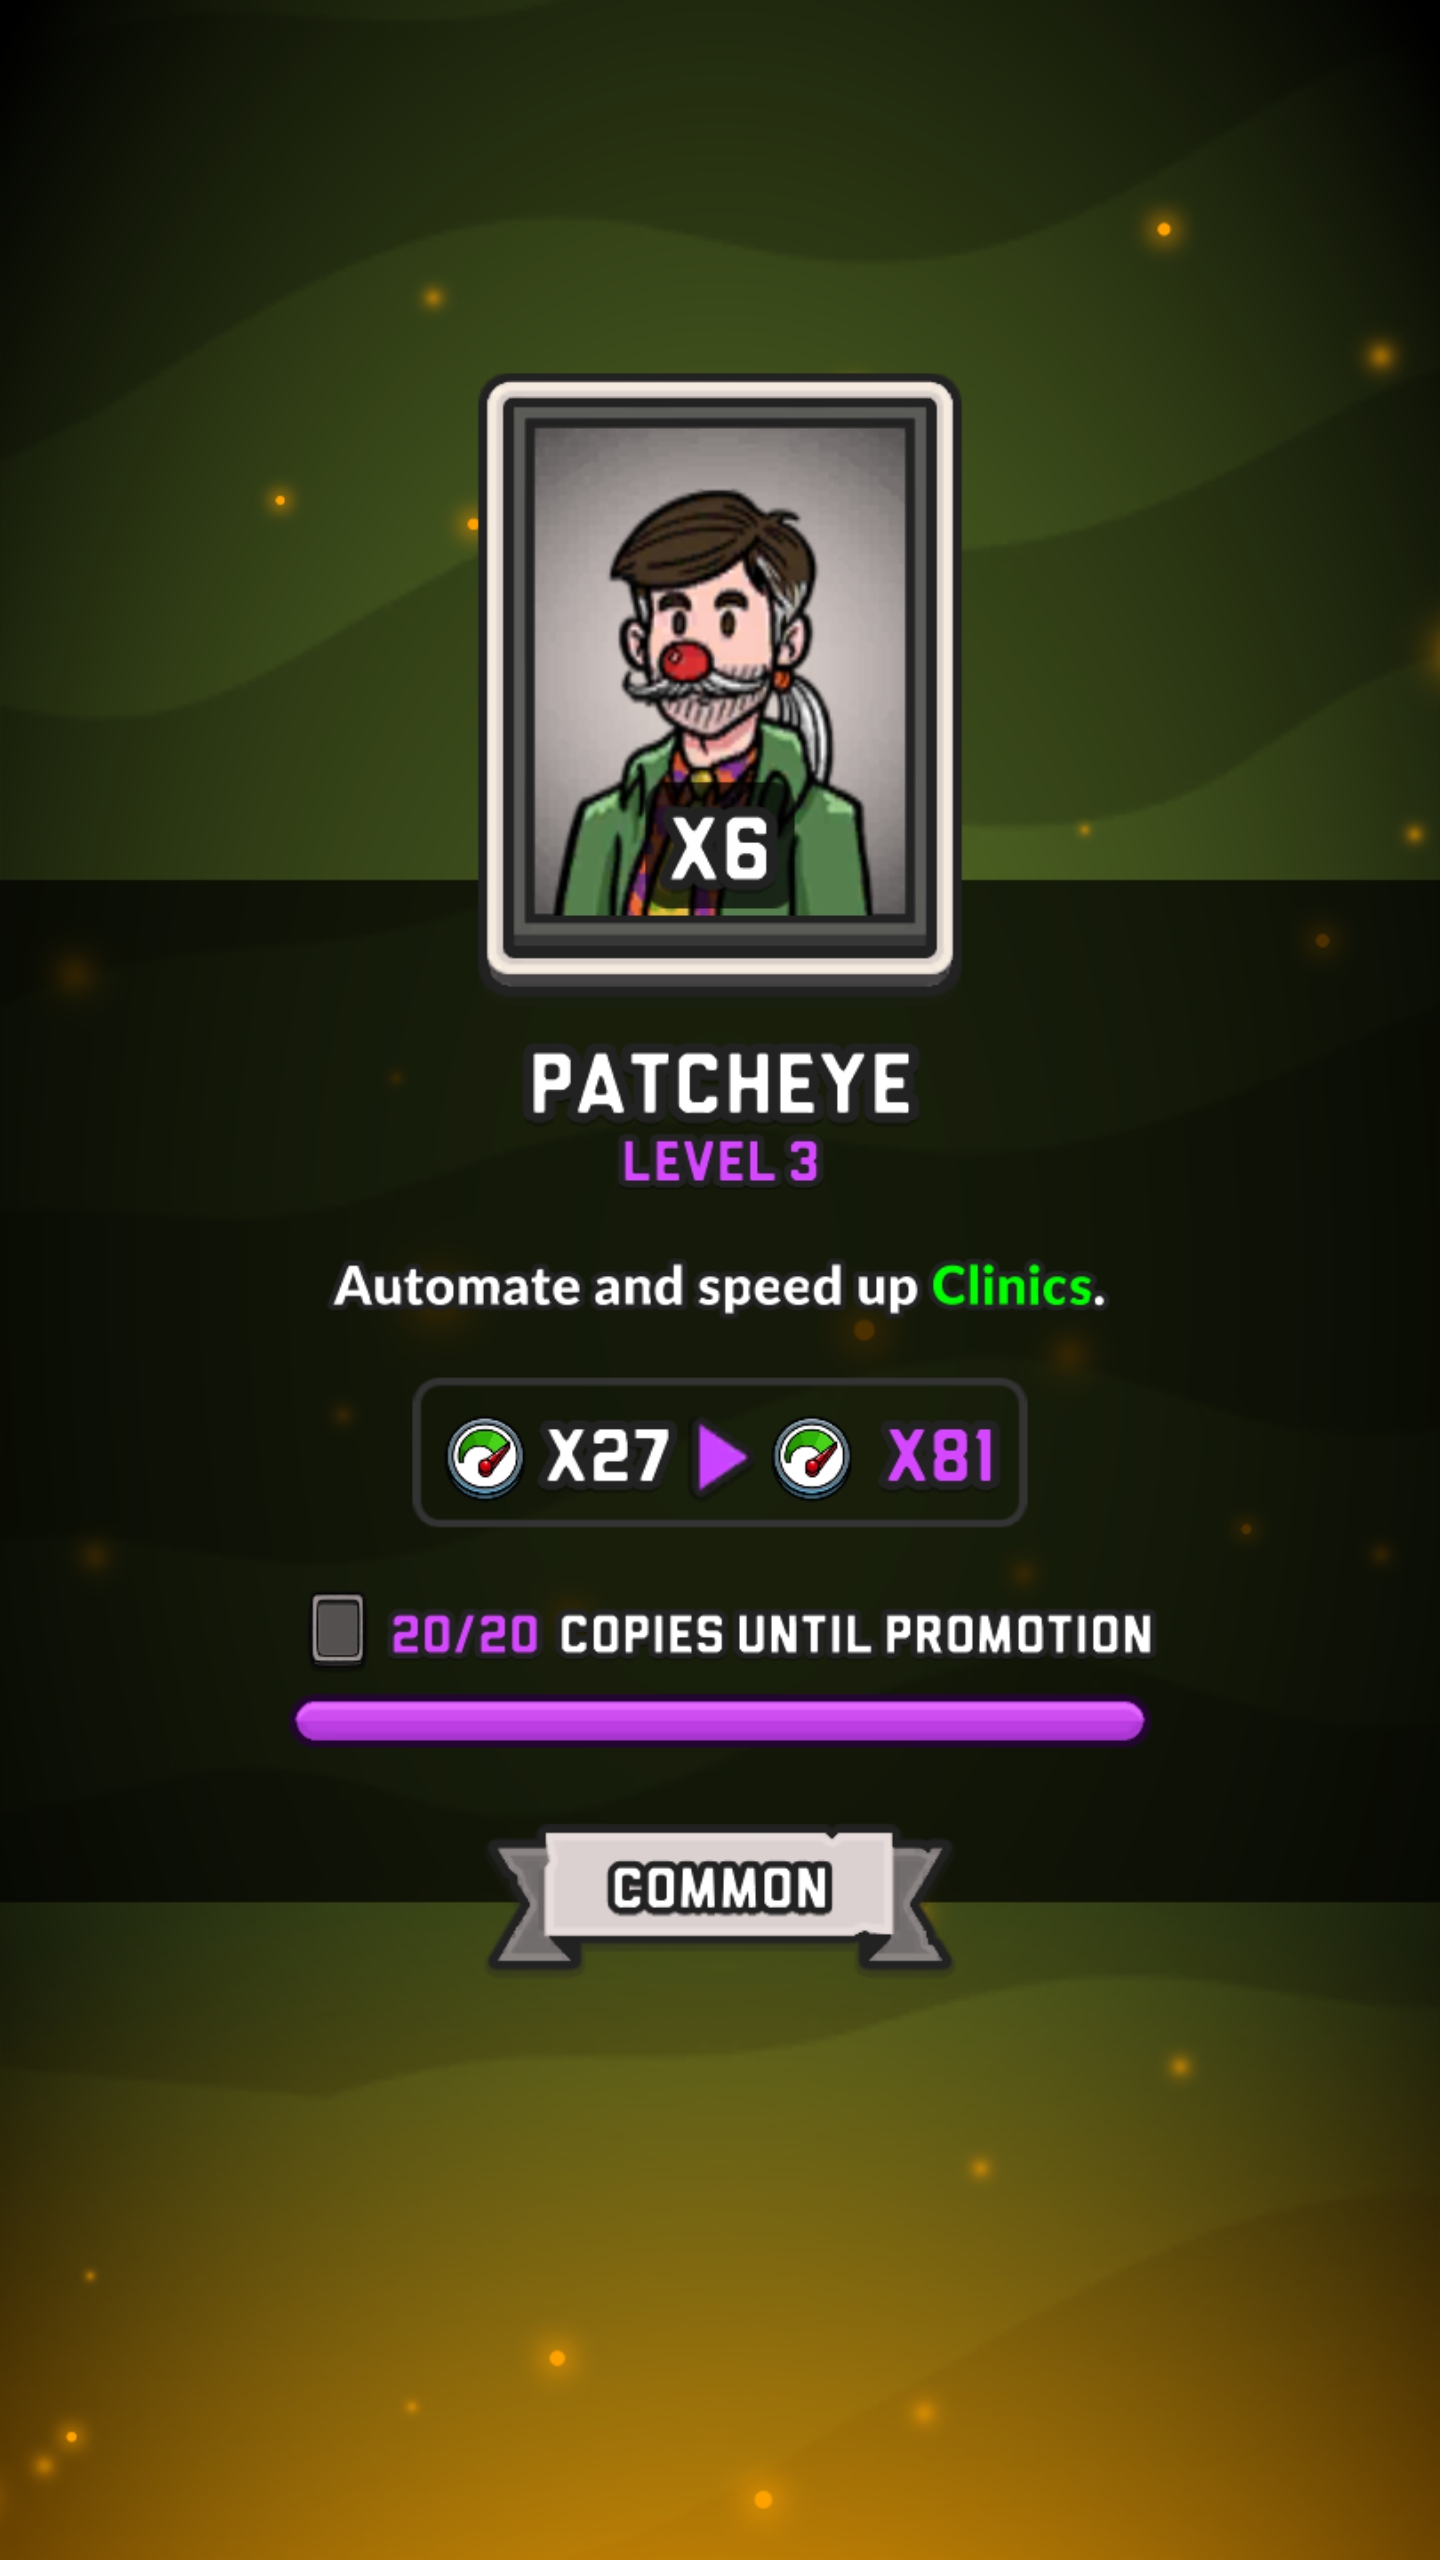 X6
PATCHEYE
LEVEL 3
Automate and speed up Clinics.
X27 X81
20/20 COPIES UNTIL PROMOTION
COMMON